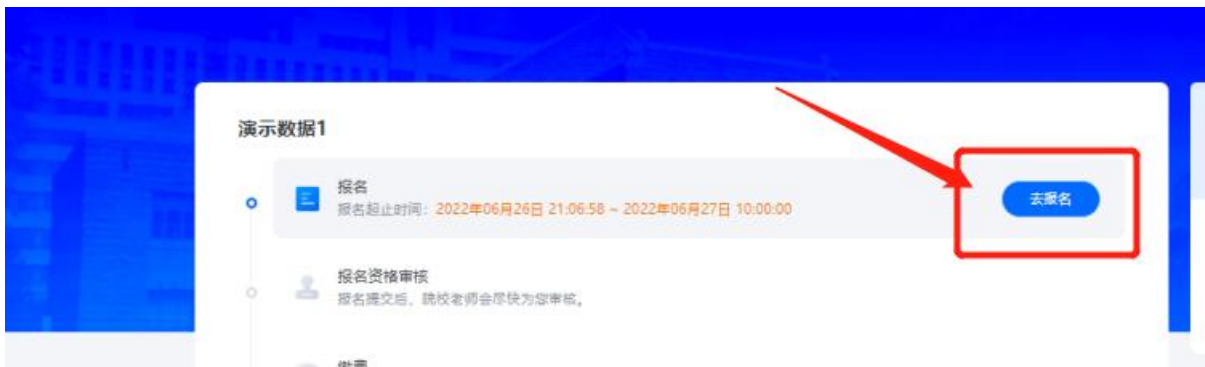 演示数据1
报名
报名起止时间：2022年06月26日 21:06:58 ~ 2022年06月27日 10:00:00
去报名
报名资格审核
报名提交后，院校老师会尽快为您审核。